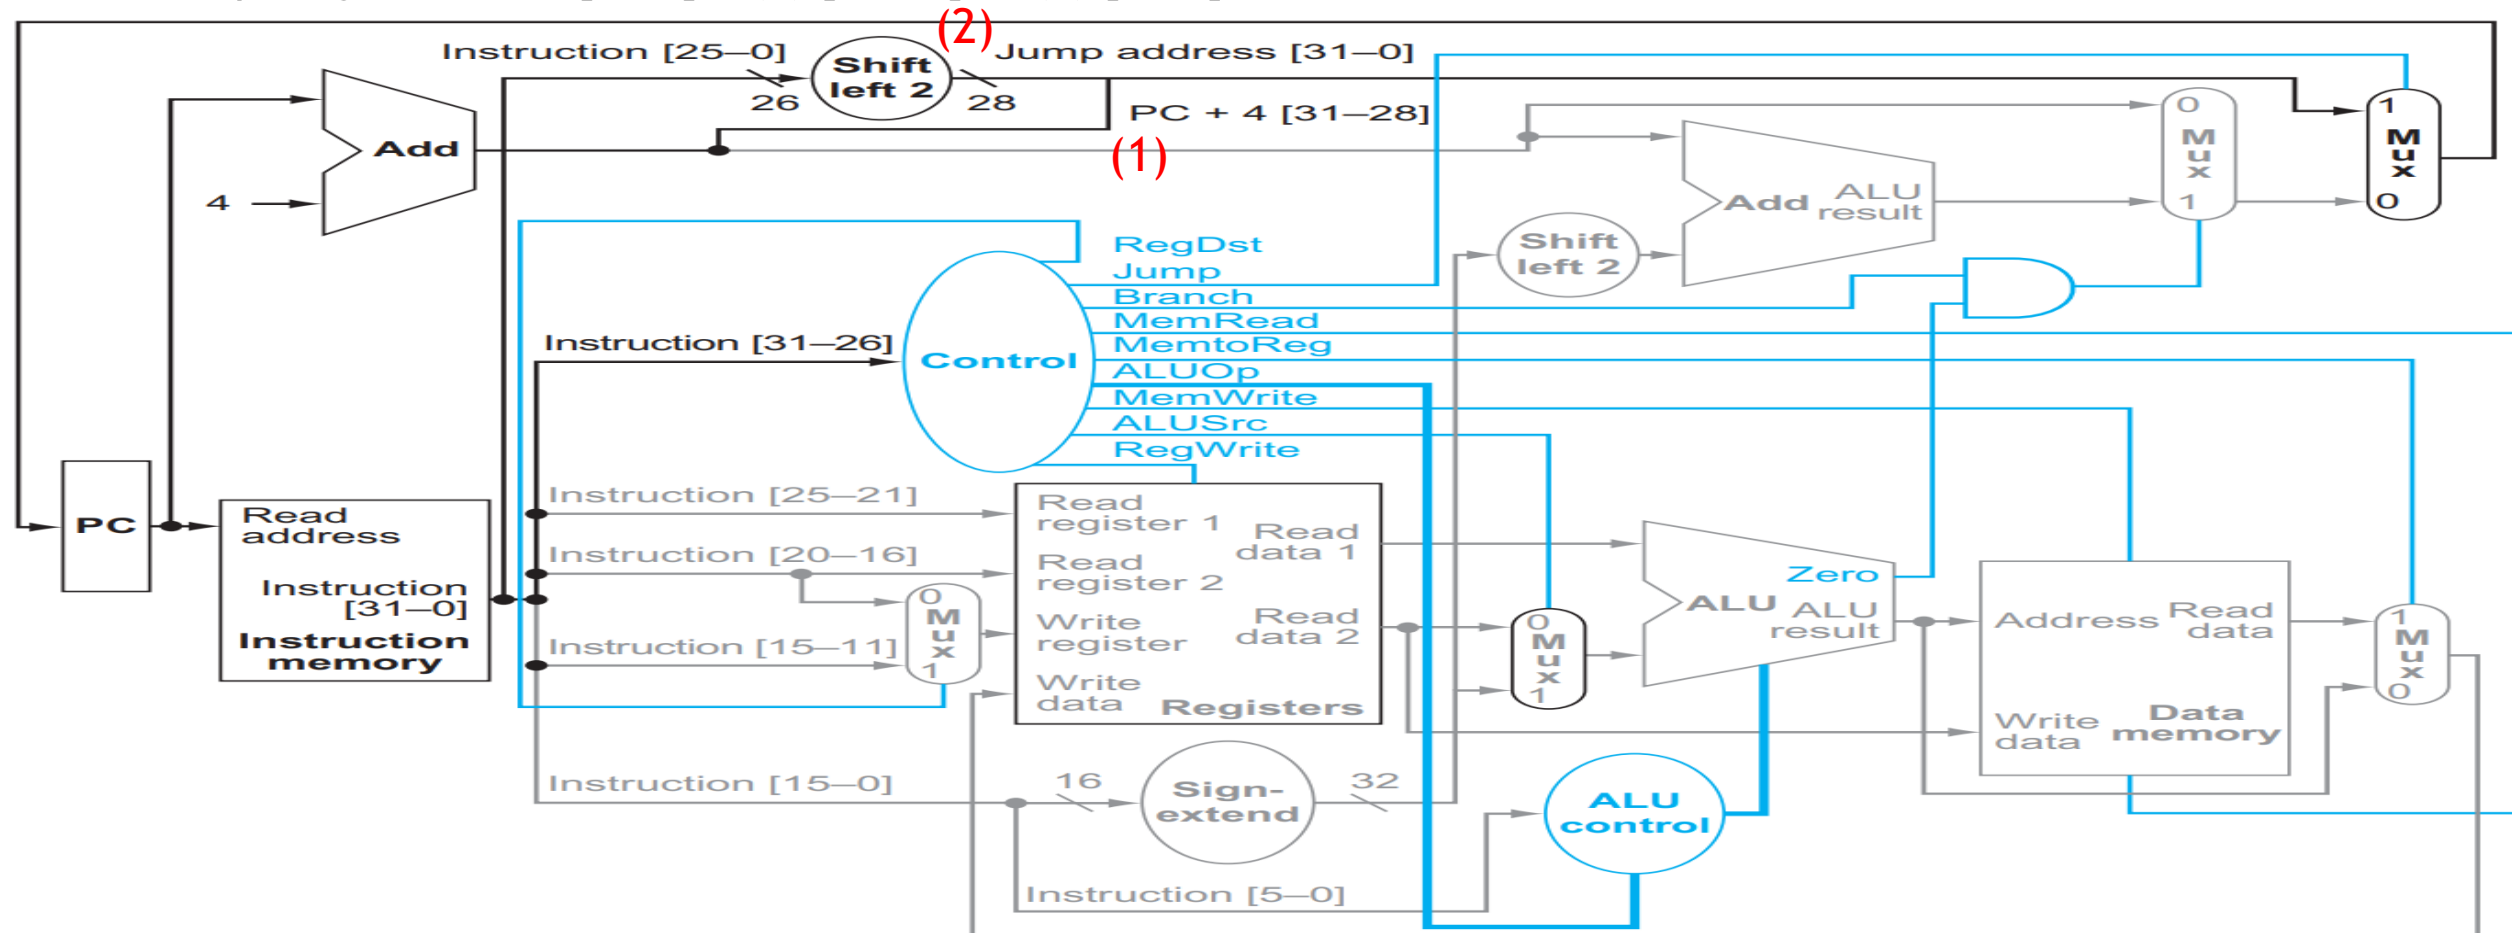 (2)
Instruction [25–0]
Shift
left 2
Jump address [31–0]
26
28
PC + 4 [31–28]
(1)
Add
4
0
M
u
x
1
1
M
u
x
0
Add
ALU
result
Shift
left 2
RegDst
Jump
Branch
MemRead
MemtoReg
ALUOp
MemWrite
ALUSrc
RegWrite
Instruction [31–26]
Control
PC
Read
address
Instruction
[31–0]
Instruction
memory
Instruction [25–21]
Instruction [20–16]
Instruction [15–11]
Instruction [15–0]
0
M
u
x
1
Read
register 1
Read
register 2
Write
register
Write
data
Read
data 1
Read
data 2
Registers
0
M
u
x
1
Zero
ALU
ALU
result
Address
Read
data
Write
data
Data
memory
1
M
u
x
0
16
Sign-
extend
32
ALU
control
Instruction [5–0]